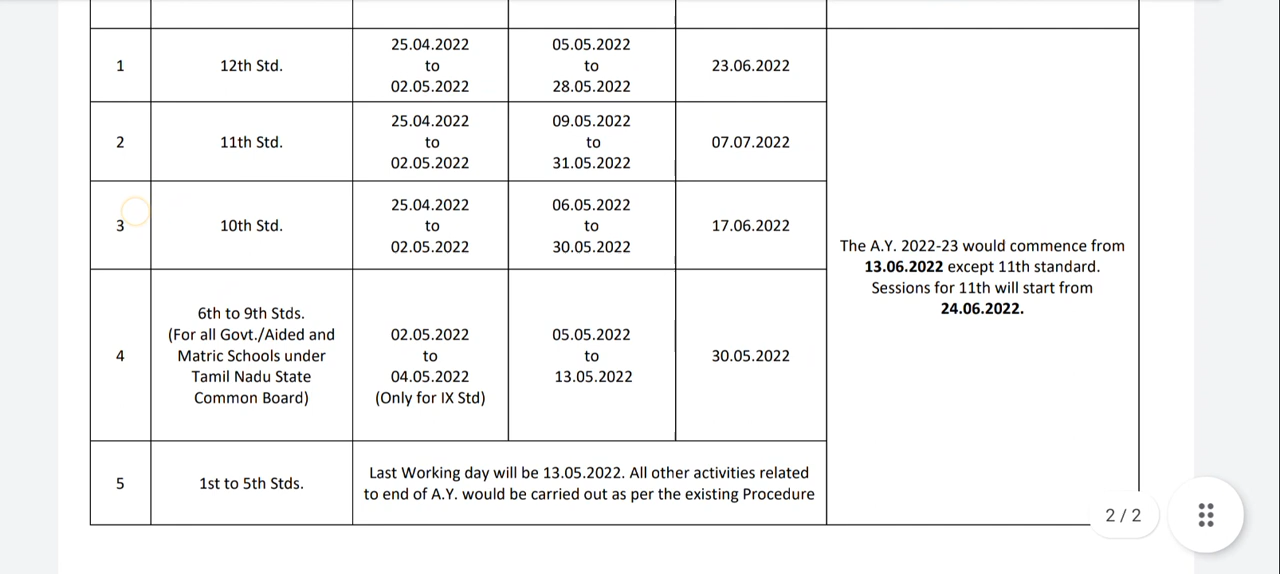 1
12th Std.
25.04.2022
to
02.05.2022
05.05.2022
to
28.05.2022
23.06.2022
2
11th Std.
25.04.2022
to
02.05.2022
09.05.2022
to
31.05.2022
07.07.2022
3
10th Std.
25.04.2022
to
02.05.2022
06.05.2022
to
30.05.2022
17.06.2022
4
6th to 9th Stds.
(For all Govt./Aided and
Matric Schools under
Tamil Nadu State
Common Board)
02.05.2022
to
04.05.2022
(Only for IX Std)
05.05.2022
to
13.05.2022
30.05.2022
5
1st to 5th Stds.
Last Working day will be 13.05.2022. All other activities related
to end of A.Y. would be carried out as per the existing Procedure
The A.Y. 2022-23 would commence from
13.06.2022 except 11th standard.
Sessions for 11th will start from
24.06.2022.
2 / 2